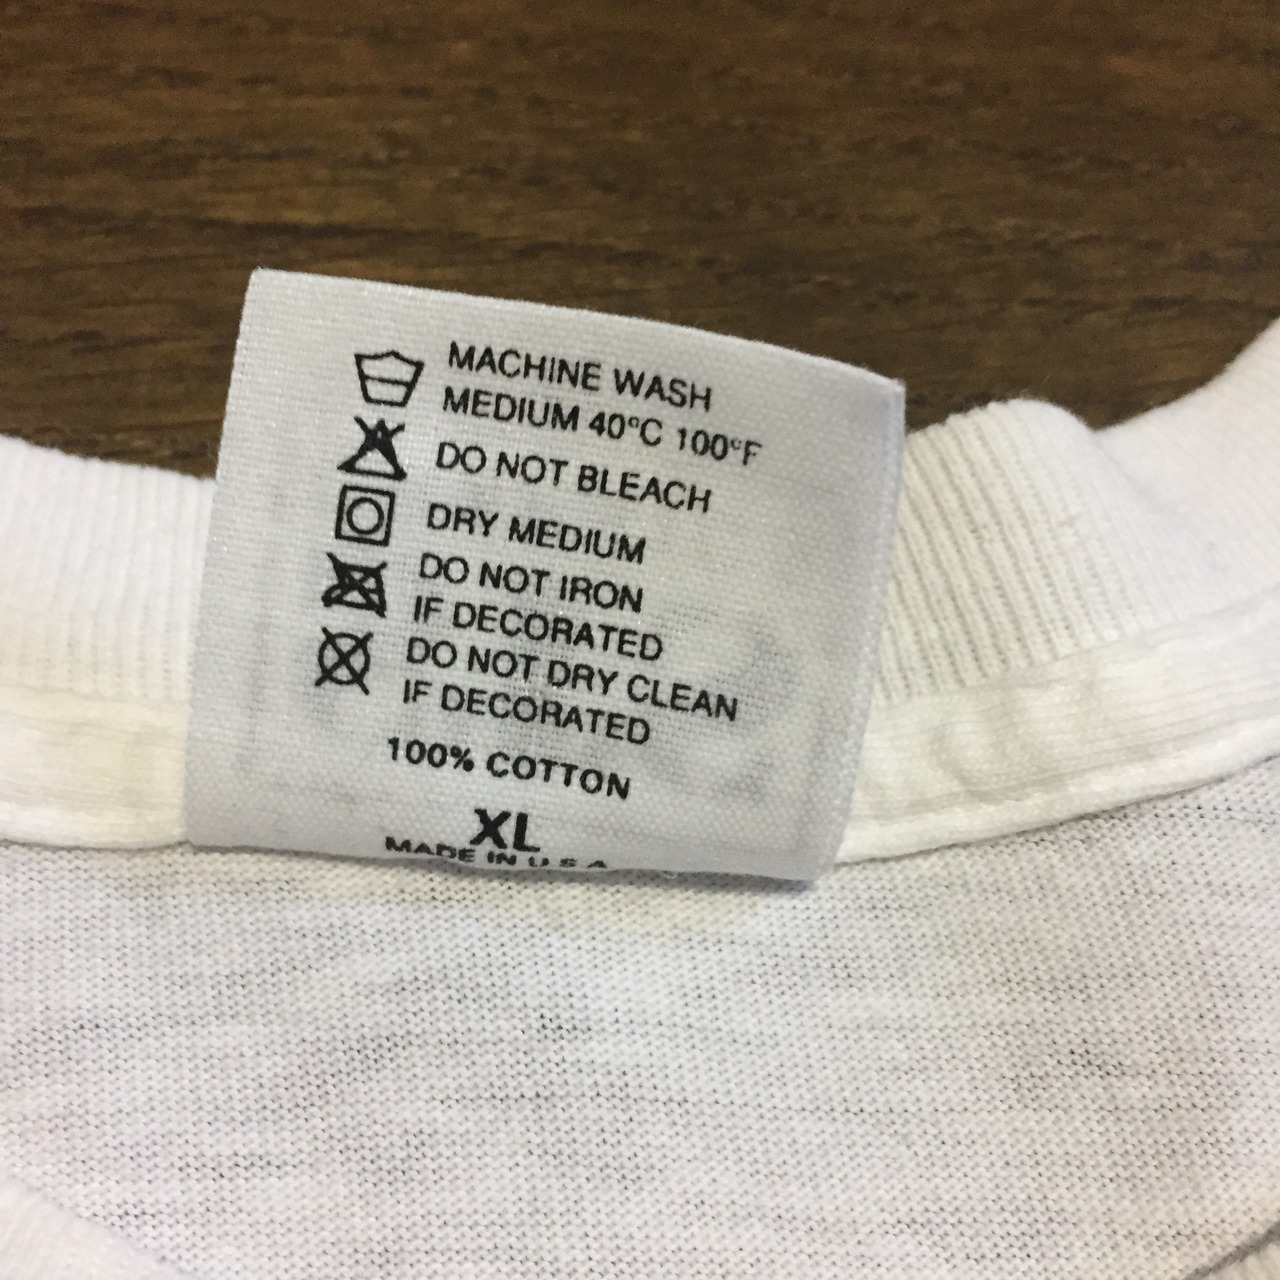 MACHINE WASH
MEDIUM 40°C 100°F
DO NOT BLEACH
DRY MEDIUM
DO NOT IRON
IF DECORATED
DO NOT DRY CLEAN
IF DECORATED
100% COTTON
XL
MADE IN U.S.A